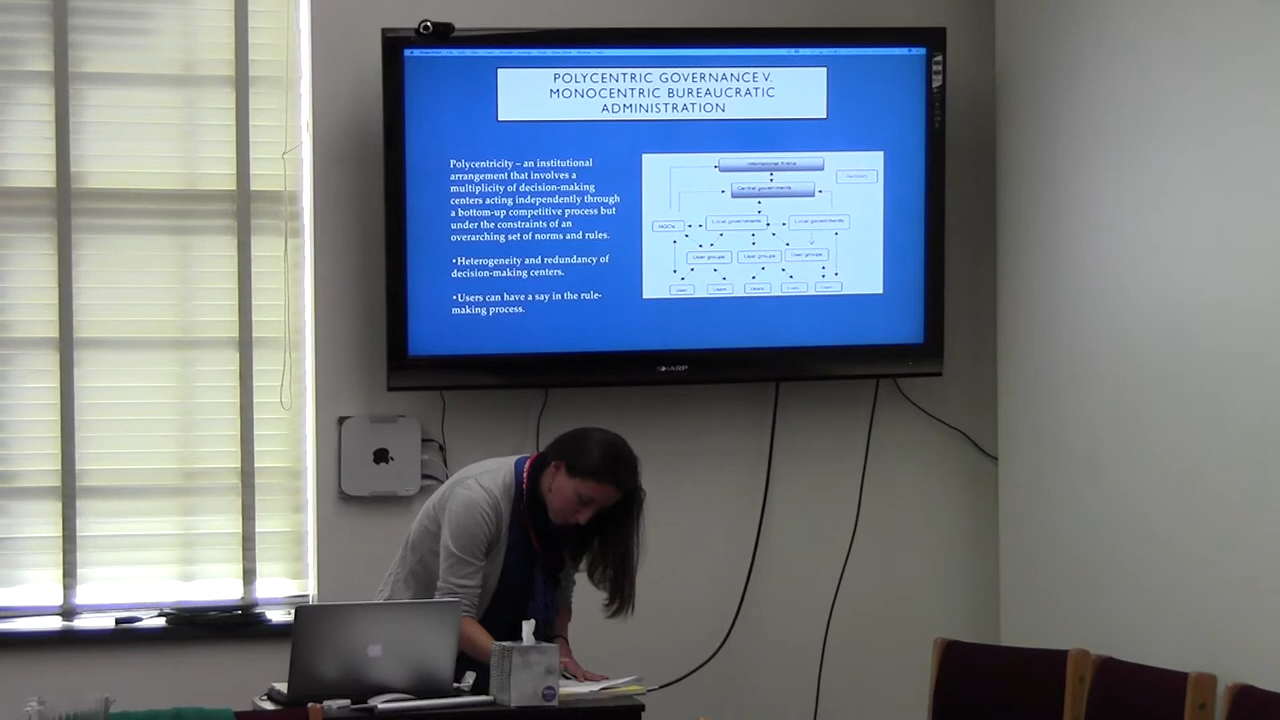 POLYCENTRIC GOVERNANCE V.
MONOCENTRIC BUREAUCRATIC
ADMINISTRATION
Polycentricity – an institutional
arrangement that involves a
multiplicity of decision-making
centers acting independently through
a bottom-up competitive process but
under the constraints of an
overarching set of norms and rules.
•Heterogeneity and redundancy of
decision-making centers.
•Users can have a say in the rule-
making process.
International Arena
Central governments
NGOs
Local governments
Local governments
User groups
User groups
User groups
Users
SHARP